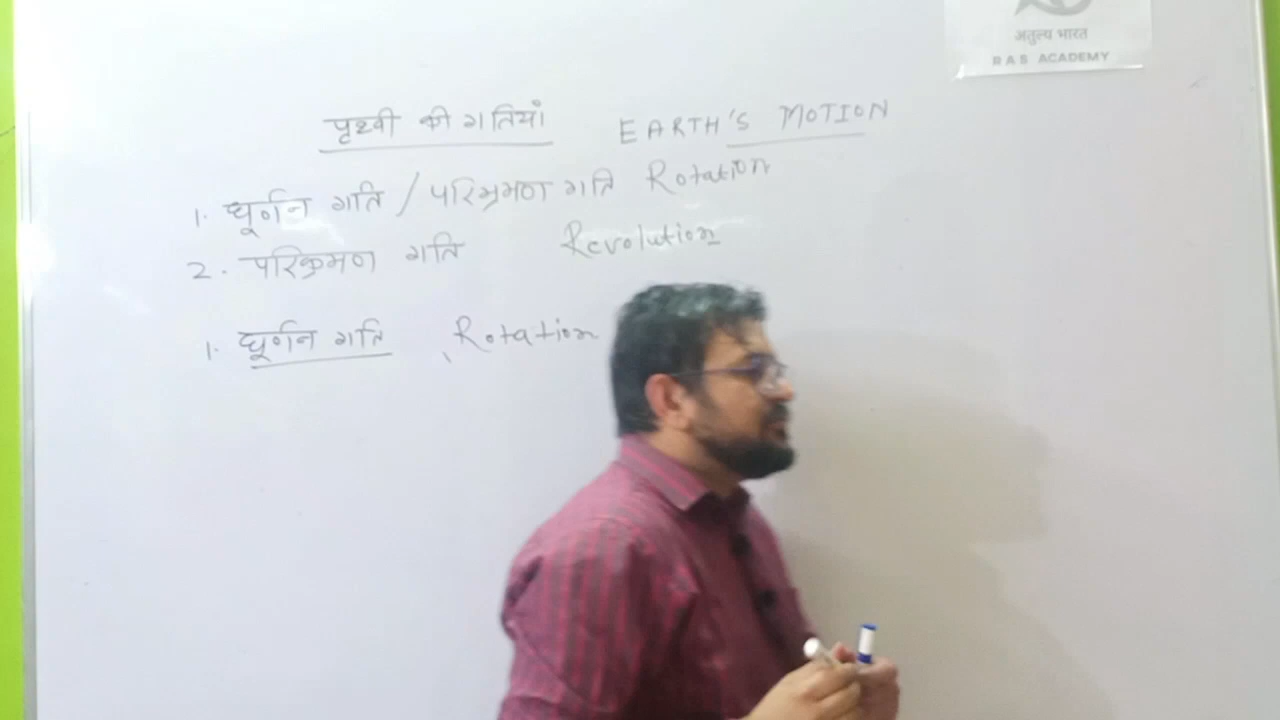 अतुल्य भारत
BAS ACADEMY
पृथ्वी की गतियां EARTH'S MOTION
1. घूर्णन गति / परिभ्रमण गति Rotation
2. परिक्रमण गति Revolution
1. घूर्णन गति Rotation